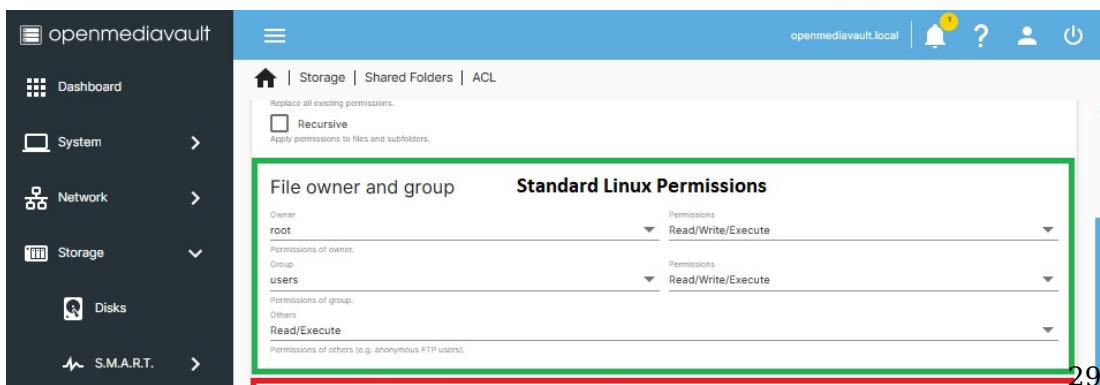 openmediavault
openmediavault.local
1
?
Dashboard
Storage | Shared Folders | ACL
Replace all existing permissions.
Recursive
Apply permissions to files and subfolders.
System
Network
Storage
Disks
S.M.A.R.T.
File owner and group
Standard Linux Permissions
Owner
Permissions
root
Read/Write/Execute
Permissions of owner.
Group
Permissions
users
Read/Write/Execute
Permissions of group.
Others
Read/Execute
Permissions of others (e.g. anonymous FTP users).
29